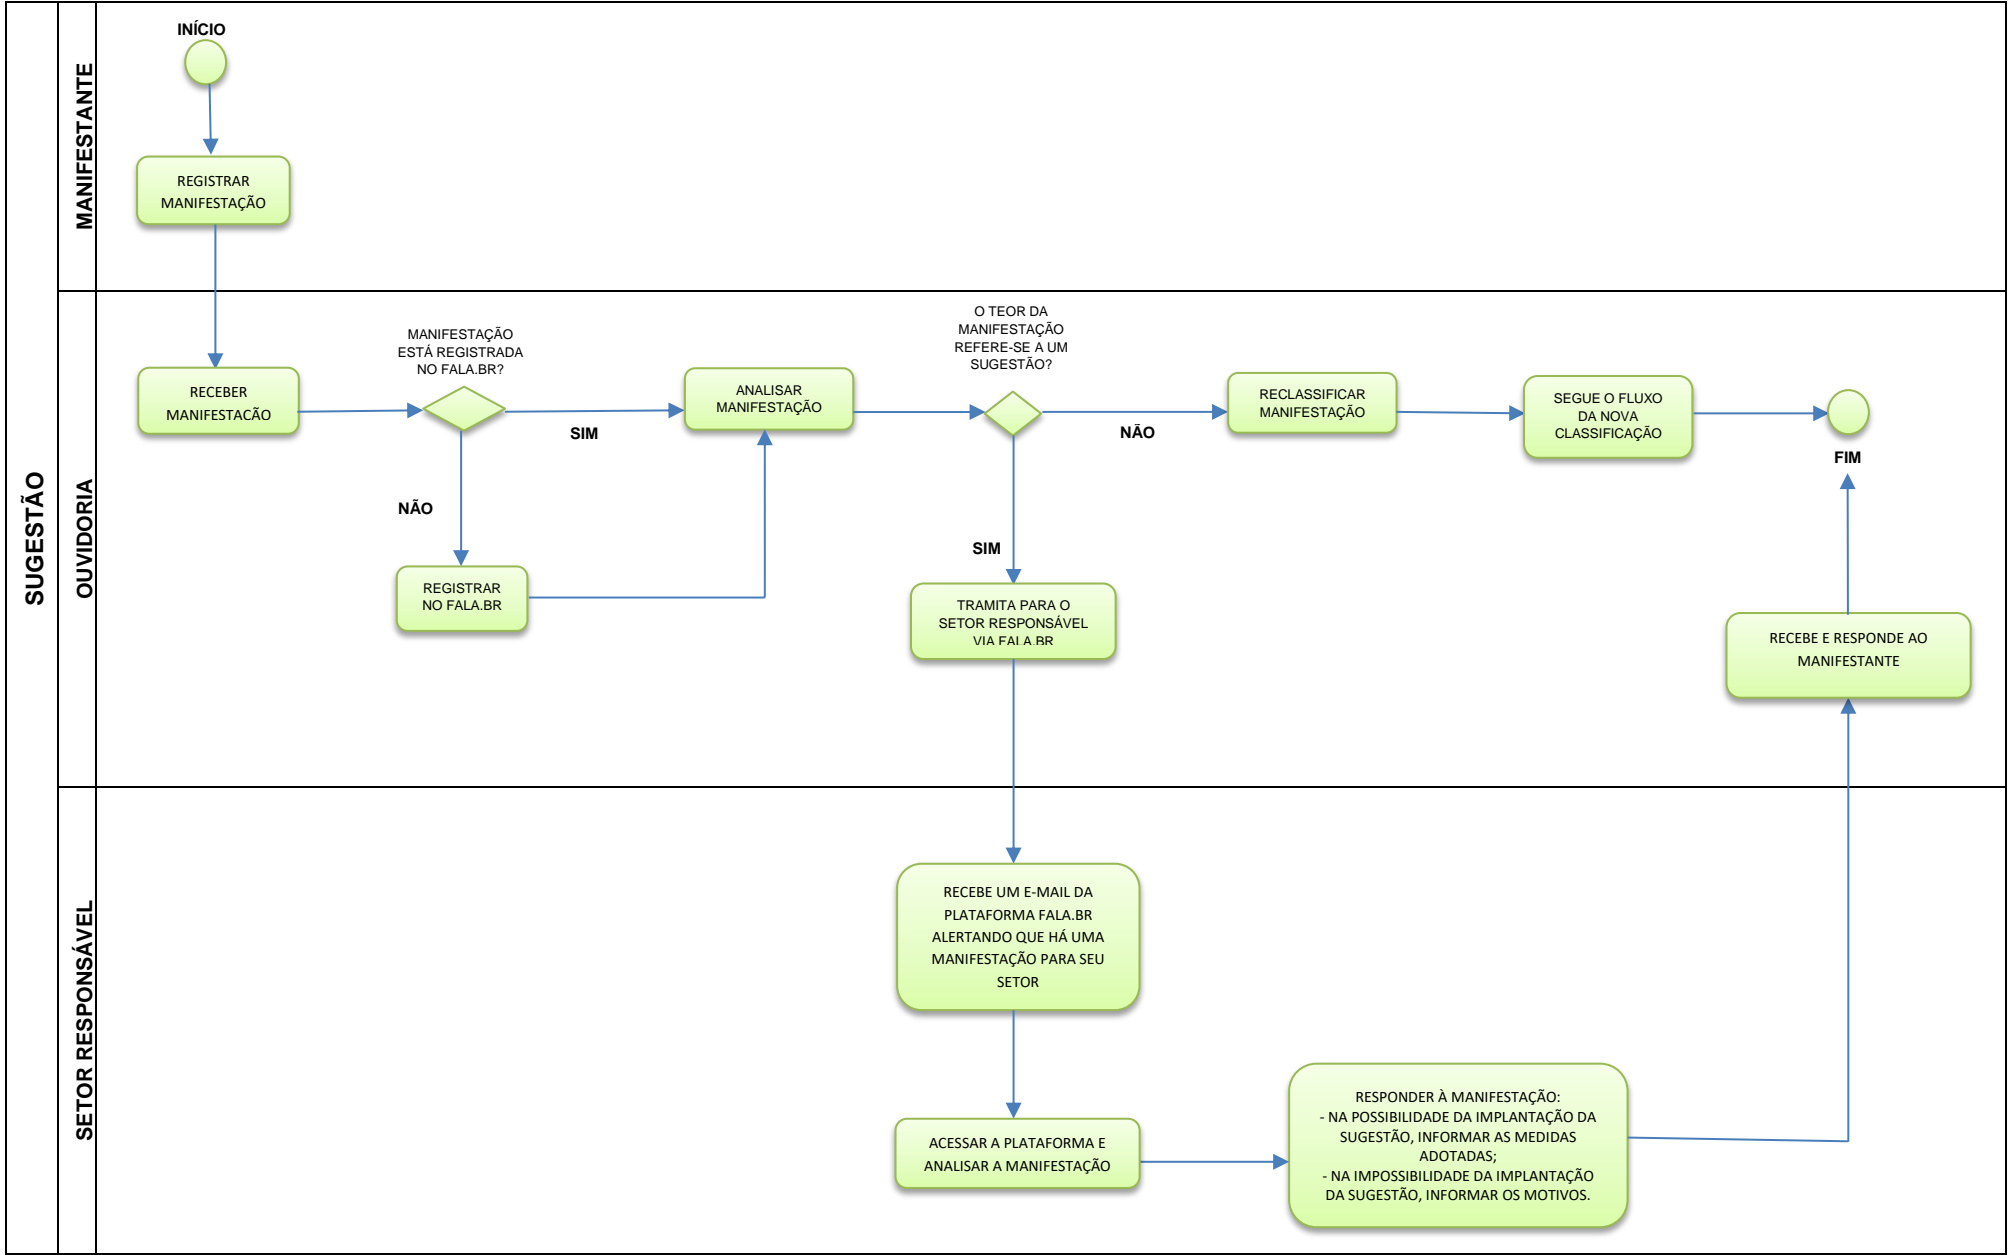 SUGESTÃO
MANIFESTANTE
INÍCIO
REGISTRAR
MANIFESTAÇÃO
OUVIDORIA
RECEBER
MANIFESTACÃO
MANIFESTAÇÃO
ESTÁ REGISTRADA
NO FALA.BR?
SIM
NÃO
REGISTRAR
NO FALA.BR
ANALISAR
MANIFESTAÇÃO
O TEOR DA
MANIFESTAÇÃO
REFERE-SE A UM
SUGESTÃO?
NÃO
SIM
RECLASSIFICAR
MANIFESTAÇÃO
SEGUE O FLUXO
DA NOVA
CLASSIFICAÇÃO
FIM
TRAMITA PARA O
SETOR RESPONSÁVEL
VIA FALA.BR
RECEBE E RESPONDE AO
MANIFESTANTE
SETOR RESPONSÁVEL
RECEBE UM E-MAIL DA
PLATAFORMA FALA.BR
ALERTANDO QUE HÁ UMA
MANIFESTAÇÃO PARA SEU
SETOR
ACESSAR A PLATAFORMA E
ANALISAR A MANIFESTAÇÃO
RESPONDER À MANIFESTAÇÃO:
- NA POSSIBILIDADE DA IMPLANTAÇÃO DA
SUGESTÃO, INFORMAR AS MEDIDAS
ADOTADAS;
- NA IMPOSSIBILIDADE DA IMPLANTAÇÃO
DA SUGESTÃO, INFORMAR OS MOTIVOS.